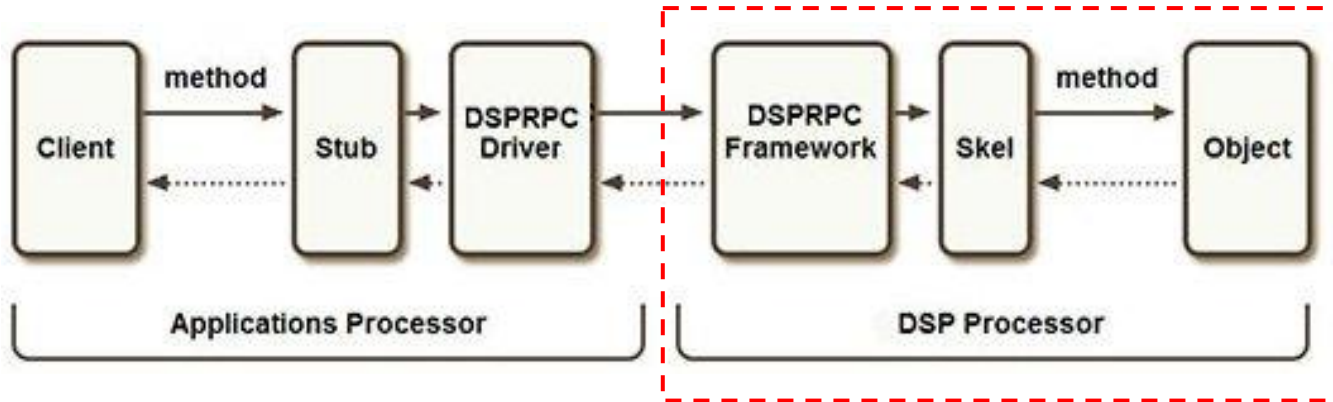 method
method
Client
Stub
DSPRPC
Driver
DSPRPC
Framework
Skel
Object
Applications Processor
DSP Processor